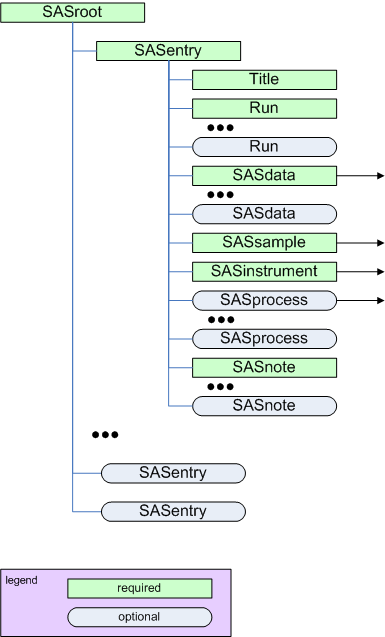 SASroot
SASentry
Title
Run
Run
SASdata
SASdata
SASsample
SASinstrument
SASprocess
SASprocess
SASnote
SASnote
SASentry
SASentry
legend
required
optional